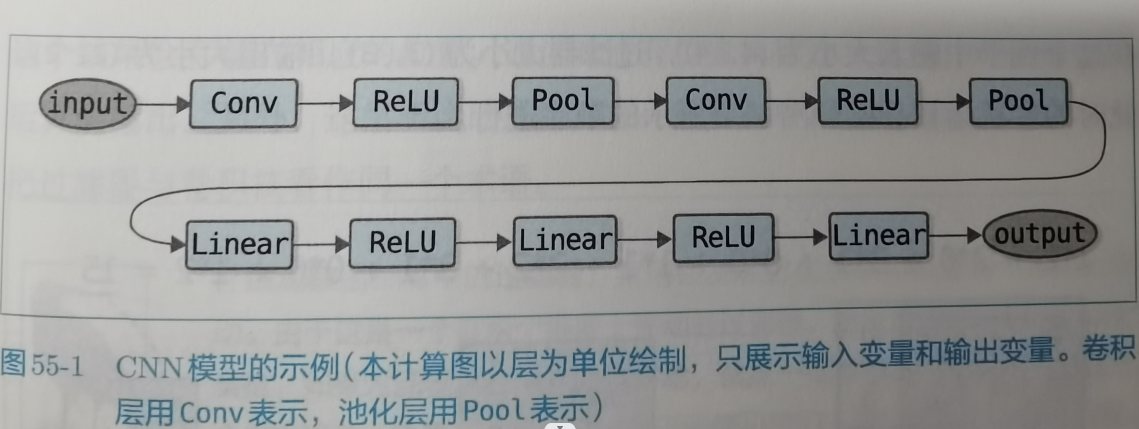 input Conv ReLU Pool Conv ReLU Pool
Linear ReLU Linear ReLU Linear output
图55-1 CNN模型的示例(本计算图以层为单位绘制，只展示输入变量和输出变量。卷积
层用Conv表示，池化层用Pool表示)